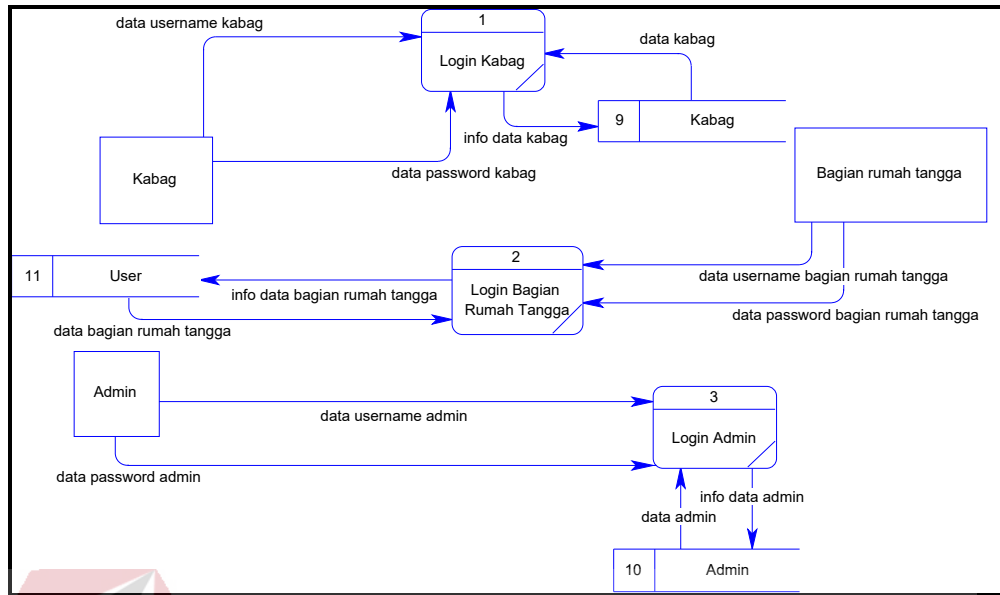 data username kabag
1
Login Kabag
data kabag
9
Kabag
info data kabag
Kabag
data password kabag
Bagian rumah tangga
11
User
info data bagian rumah tangga
2
Login Bagian
Rumah Tangga
data username bagian rumah tangga
data password bagian rumah tangga
data bagian rumah tangga
Admin
data username admin
3
Login Admin
data password admin
info data admin
data admin
10
Admin